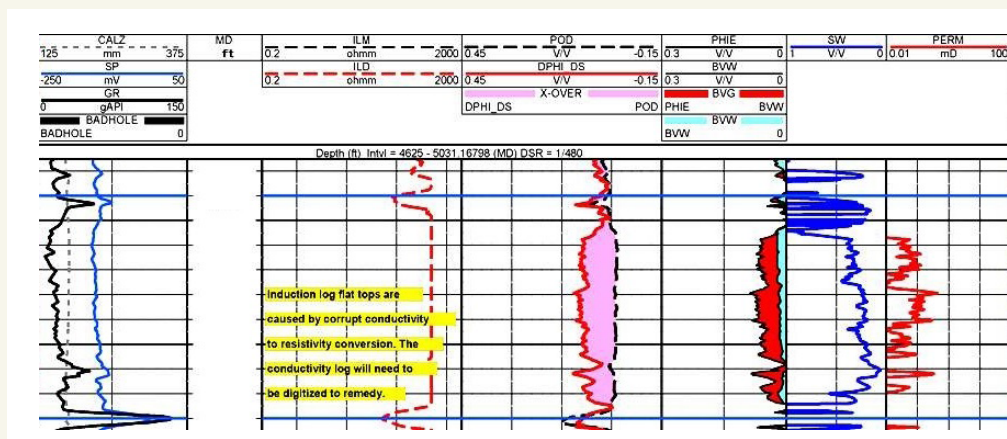 CALZ
125 mm 375
SP
-250 mV 50
GR
0 gAPI 150
BADHOLE
BADHOLE 0
MD
ft
ILM
0.2 ohmm 2000
ILD
0.2 ohmm 2000
POD
0.45 V/V -0.15
DPHI_DS
0.45 V/V -0.15
X-OVER
DPHI_DS POD
PHIE
0.3 V/V 0
BVW
0.3 V/V 0
BVG
PHIE BVW
BVW
BVW 0
SW
1 V/V 0
PERM
0.01 mD 100
Depth (ft) Intvl = 4625 - 5031.16798 (MD) DSR = 1/480
Induction log flat tops are
caused by corrupt conductivity
to resistivity conversion. The
conductivity log will need to
be digitized to remedy.